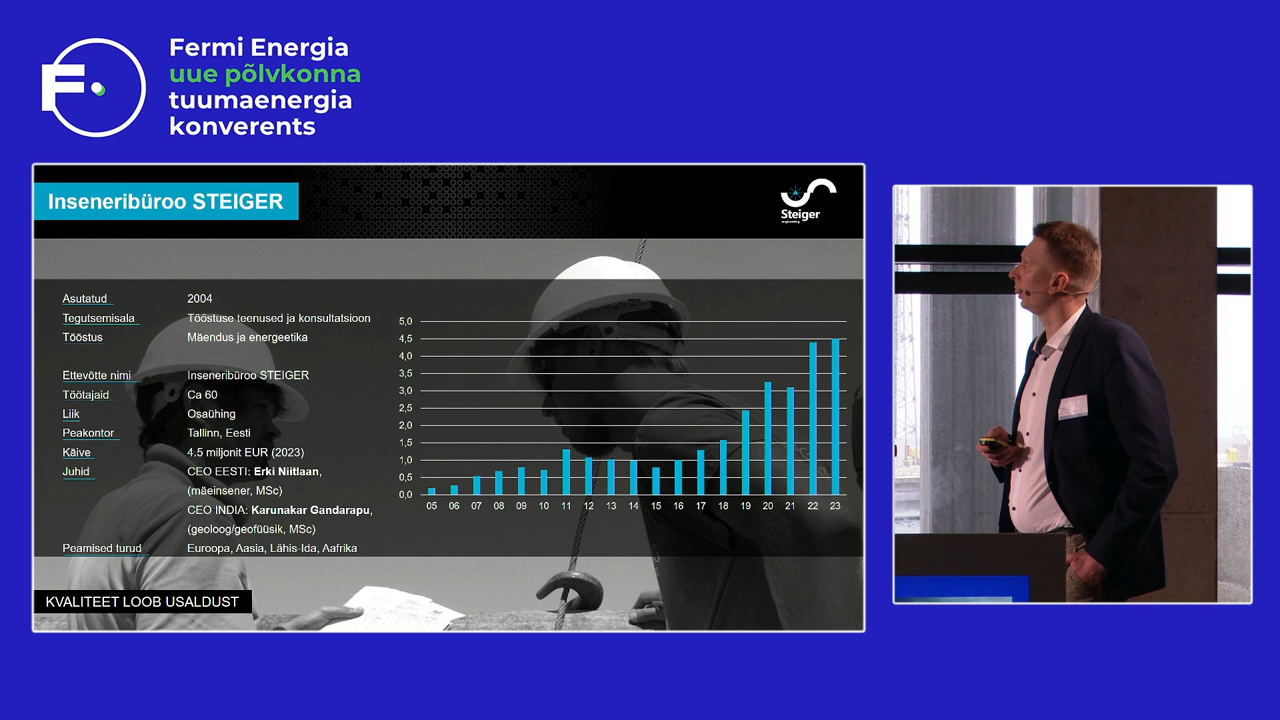 Fermi Energia
uue põlvkonna
tuumaenergia
konverents
Inseneribüroo STEIGER
Steiger
engineering
Asutatud 2004
Tegutsemisala Tööstuse teenused ja konsultatsioon
Tööstus Mäendus ja energeetika
Ettevõtte nimi Inseneribüroo STEIGER
Töötajaid Ca 60
Liik Osaühing
Peakontor Tallinn, Eesti
Käive 4.5 miljonit EUR (2023)
Juhid CEO EESTI: Erki Niitlaan,
(mäeinsener, MSc)
CEO INDIA: Karunakar Gandarapu,
(geoloog/geofüüsik, MSc)
Peamised turud Euroopa, Aasia, Lähis-Ida, Aafrika
5,0
4,5
4,0
3,5
3,0
2,5
2,0
1,5
1,0
0,5
0,0
05 06 07 08 09 10 11 12 13 14 15 16 17 18 19 20 21 22 23
KVALITEET LOOB USALDUST